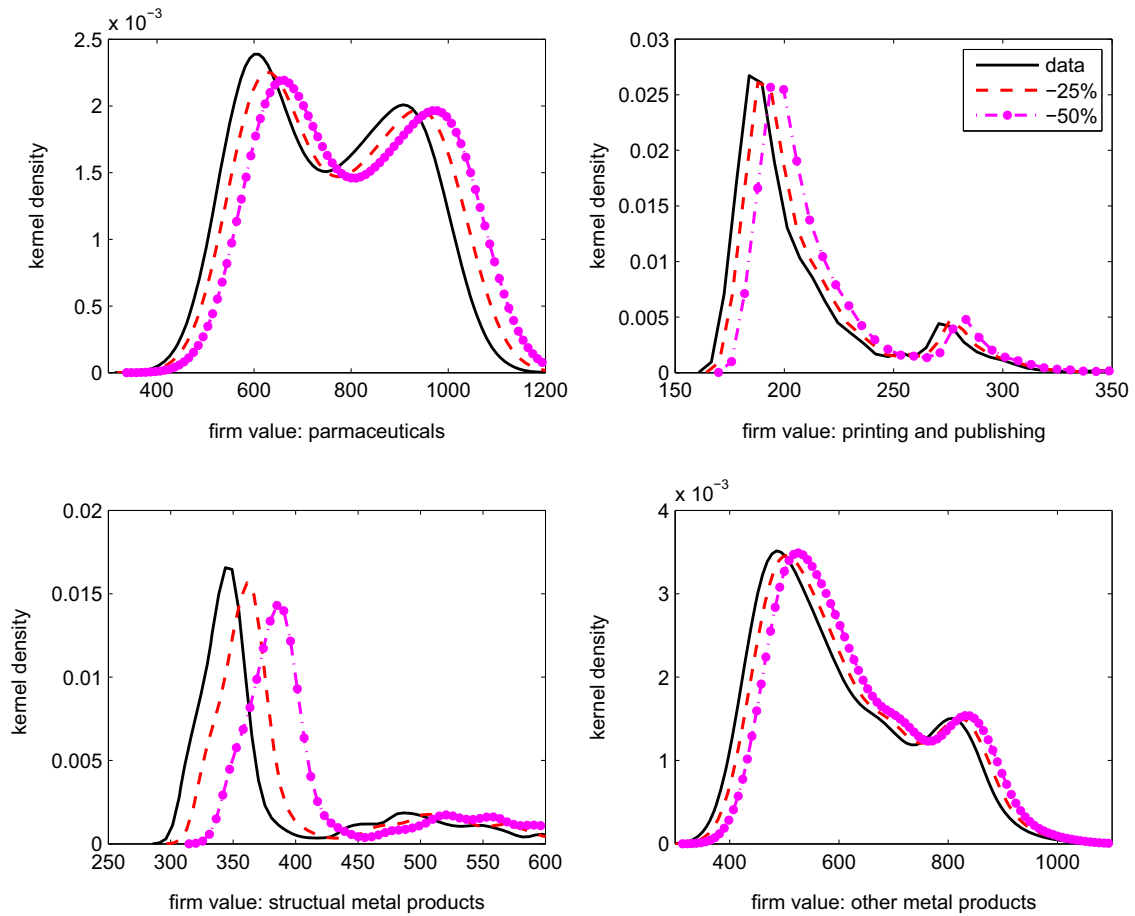 x 10−3
2.5
2
1.5
1
0.5
0
kernel density
400 600 800 1000 1200
firm value: parmaceuticals
0.03
0.025
0.02
0.015
0.01
0.005
0
kernel density
150 200 250 300 350
firm value: printing and publishing
data
−25%
−50%
0.02
0.015
0.01
0.005
0
kernel density
250 300 350 400 450 500 550 600
firm value: structual metal products
x 10−3
4
3
2
1
0
kernel density
400 600 800 1000
firm value: other metal products